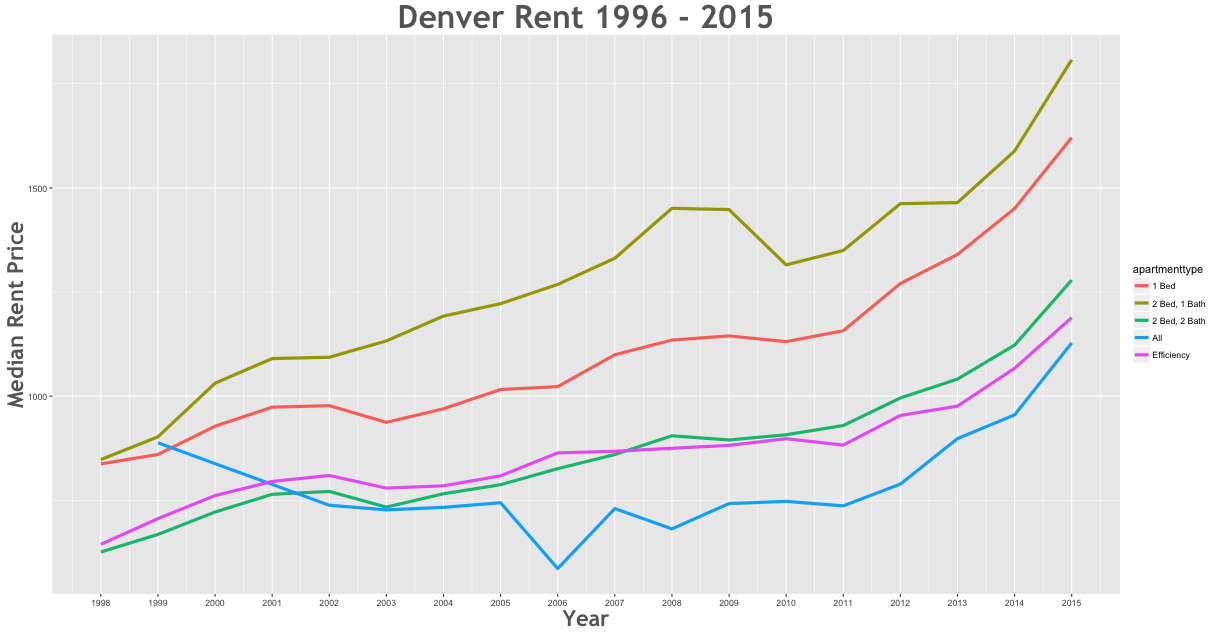 Denver Rent 1996 - 2015
Median Rent Price
1500
1000
1998 1999 2000 2001 2002 2003 2004 2005 2006 2007 2008 2009 2010 2011 2012 2013 2014 2015
Year
apartmenttype
1 Bed
2 Bed, 1 Bath
2 Bed, 2 Bath
All
Efficiency